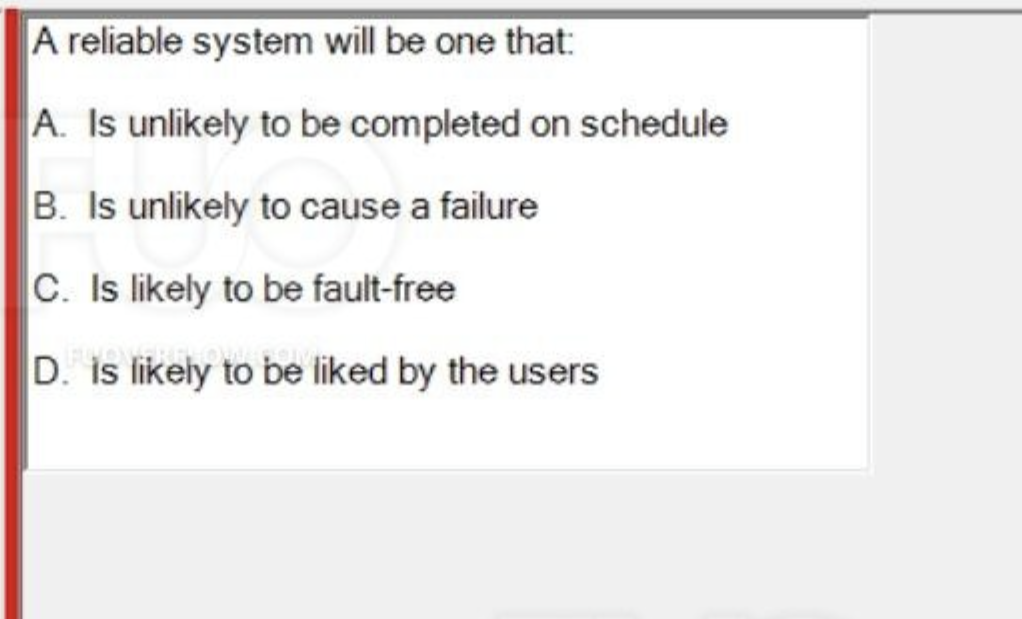 A reliable system will be one that:
A. Is unlikely to be completed on schedule
B. Is unlikely to cause a failure
C. Is likely to be fault-free
D. Is likely to be liked by the users